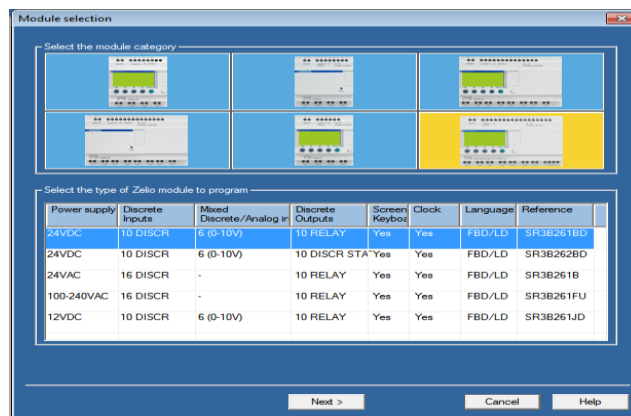 Module selection
Select the module category
Select the type of Zelio module to program
Power supply Discrete Inputs Mixed Discrete/Analog in Discrete Outputs Screen Keyboa Clock Language Reference
24VDC 10 DISCR 6 (0-10V) 10 RELAY Yes Yes FBD/LD SR3B261BD
24VDC 10 DISCR 6 (0-10V) 10 DISCR STA Yes Yes FBD/LD SR3B262BD
24VAC 16 DISCR - 10 RELAY Yes Yes FBD/LD SR3B261B
100-240VAC 16 DISCR - 10 RELAY Yes Yes FBD/LD SR3B261FU
12VDC 10 DISCR 6 (0-10V) 10 RELAY Yes Yes FBD/LD SR3B261JD
Next > Cancel Help